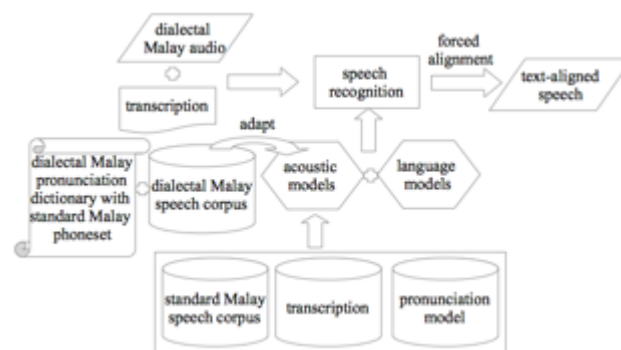 dialectal
Malay audio
transcription
speech
recognition
forced
alignment
text-aligned
speech
adapt
dialectal Malay
pronunciation
dictionary with
standard Malay
phoneset
dialectal Malay
speech corpus
acoustic
models
language
models
standard Malay
speech corpus
transcription
pronunciation
model